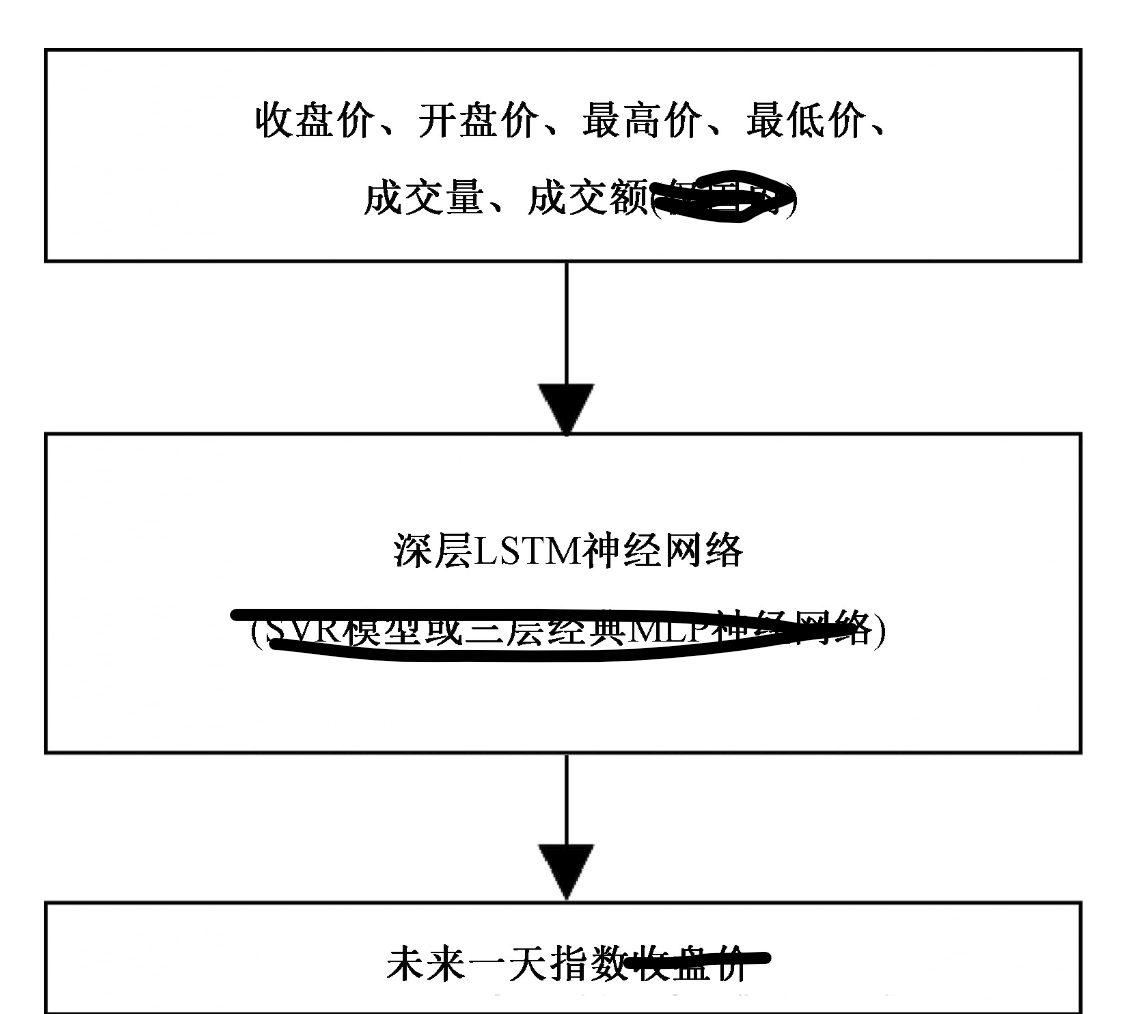 收盘价、开盘价、最高价、最低价、
成交量、成交额
深层LSTM神经网络
(SVR模型或三层经典MLP神经网络)
未来一天指数收盘价